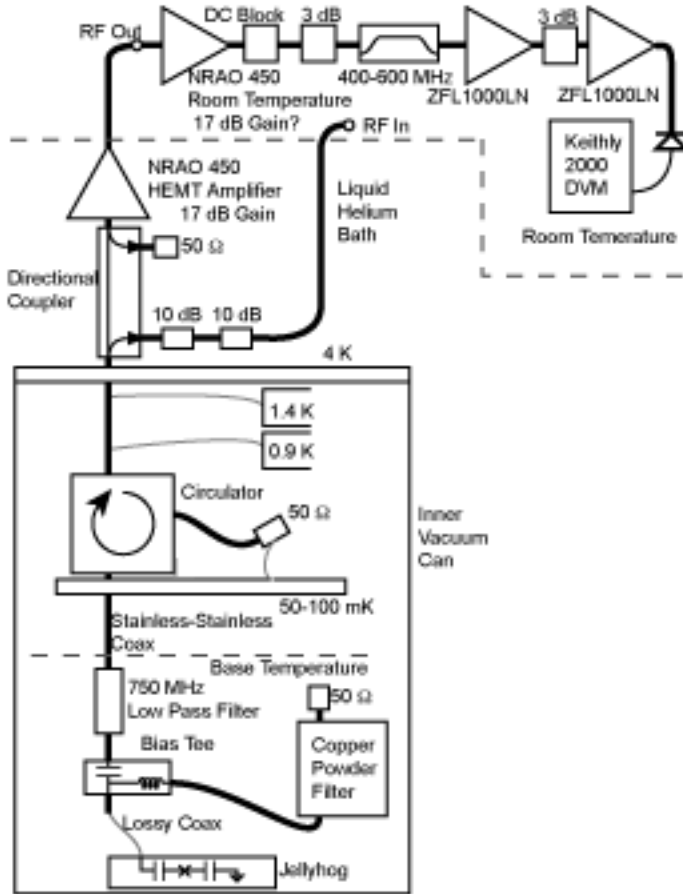 RF Out
DC Block
3 dB
3 dB
NRAO 450
Room Temperature
17 dB Gain?
400-600 MHz
ZFL1000LN
ZFL1000LN
RF In
NRAO 450
HEMT Amplifier
17 dB Gain
Liquid
Helium
Bath
Keithly
2000
DVM
Room Temerature
50 Ω
Directional
Coupler
10 dB
10 dB
4 K
1.4 K
0.9 K
Circulator
50 Ω
Inner
Vacuum
Can
50-100 mK
Stainless-Stainless
Coax
Base Temperature
750 MHz
Low Pass Filter
50 Ω
Bias Tee
Copper
Powder
Filter
Lossy Coax
Jellyhog